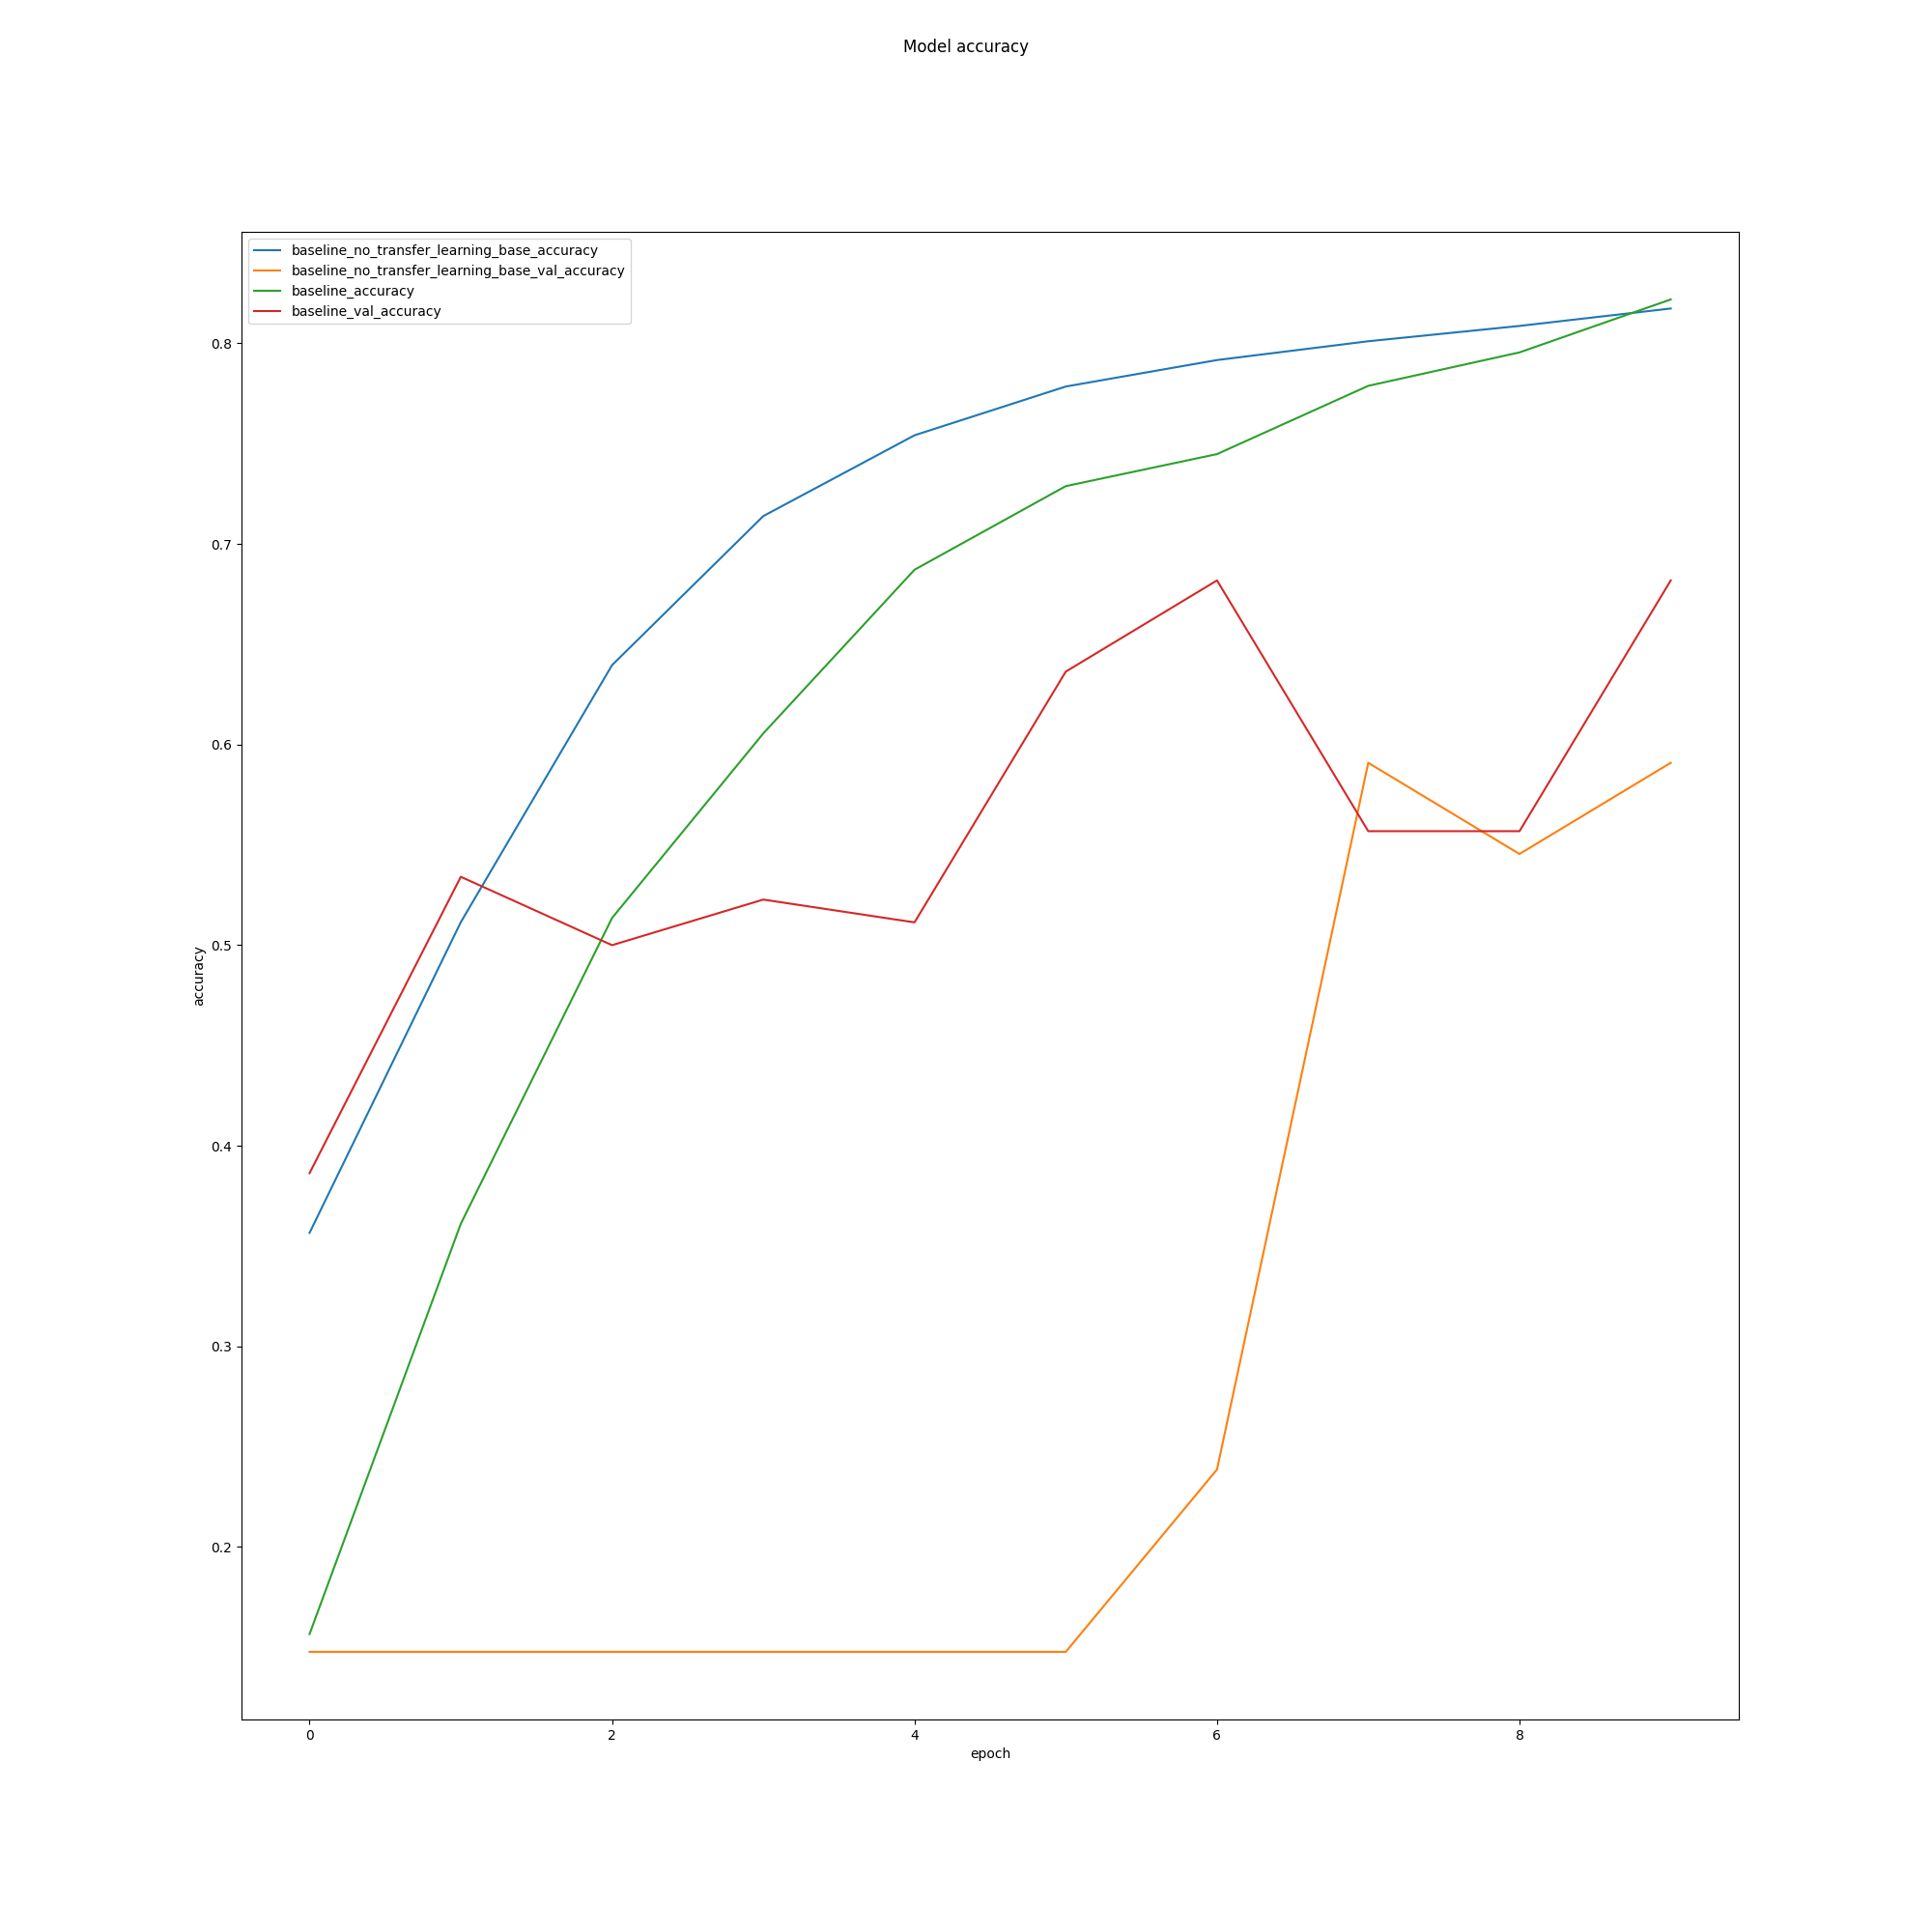 Model accuracy
baseline_no_transfer_learning_base_accuracy
baseline_no_transfer_learning_base_val_accuracy
baseline_accuracy
baseline_val_accuracy
0.8
0.7
0.6
0.5
0.4
0.3
0.2
accuracy
0 2 4 6 8
epoch